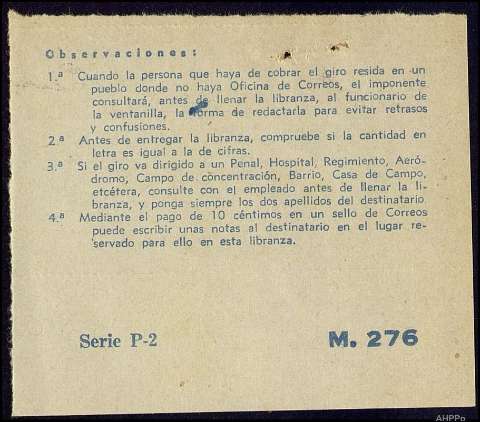 Observaciones:
1.ª Cuando la persona que haya de cobrar el giro resida en un
pueblo donde no haya Oficina de Correos, el imponente
consultará, antes de llenar la libranza, al funcionario de
la ventanilla, la forma de redactarla para evitar retrasos
y confusiones.
2.ª Antes de entregar la libranza, compruebe si la cantidad en
letra es igual a la de cifras.
3.ª Si el giro va dirigido a un Penal, Hospital, Regimiento, Aeró-
dromo, Campo de concentración, Barrio, Casa de Campo,
etcétera, consulte con el empleado antes de llenar la li-
branza, y ponga siempre los dos apellidos del destinatario
4.ª Mediante el pago de 10 céntimos en un sello de Correos
puede escribir unas notas al destinatario en el lugar re-
servado para ello en esta libranza.
Serie P-2
M. 276
AHPPo